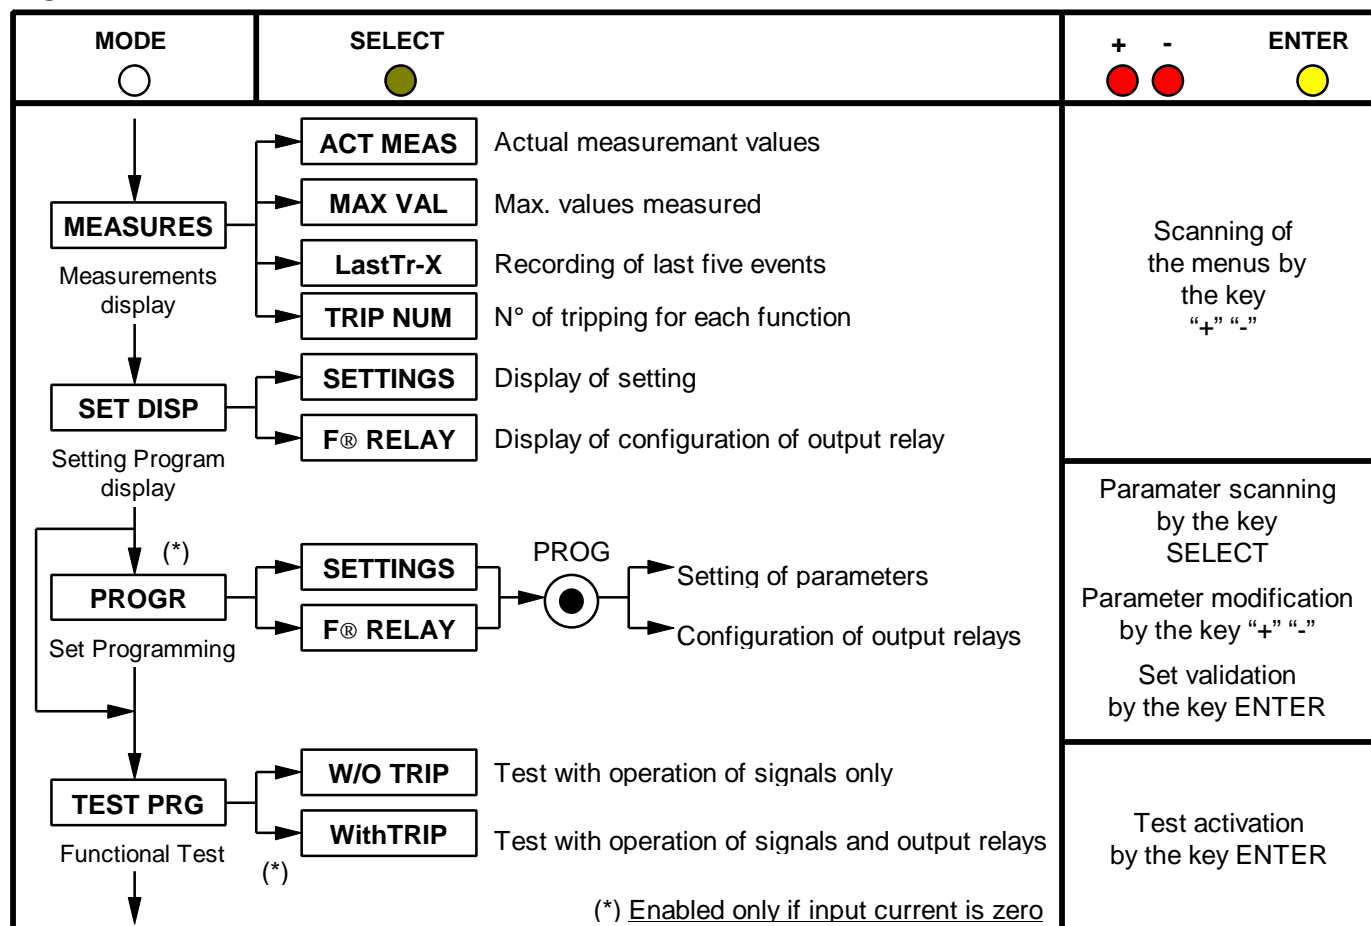 MODE
SELECT
+ - ENTER
ACT MEAS Actual measuremant values
MAX VAL Max. values measured
MEASURES
LastTr-X Recording of last five events
Measurements
display
TRIP NUM N° of tripping for each function
Scanning of
the menus by
the key
“+” “-”
SETTINGS Display of setting
SET DISP
F® RELAY Display of configuration of output relay
Setting Program
display
(*)
SETTINGS
PROG
Setting of parameters
PROGR
F® RELAY
Configuration of output relays
Set Programming
Paramater scanning
by the key
SELECT
Parameter modification
by the key “+” “-”
Set validation
by the key ENTER
W/O TRIP Test with operation of signals only
TEST PRG
WithTRIP Test with operation of signals and output relays
Functional Test
(*)
Test activation
by the key ENTER
(*) Enabled only if input current is zero